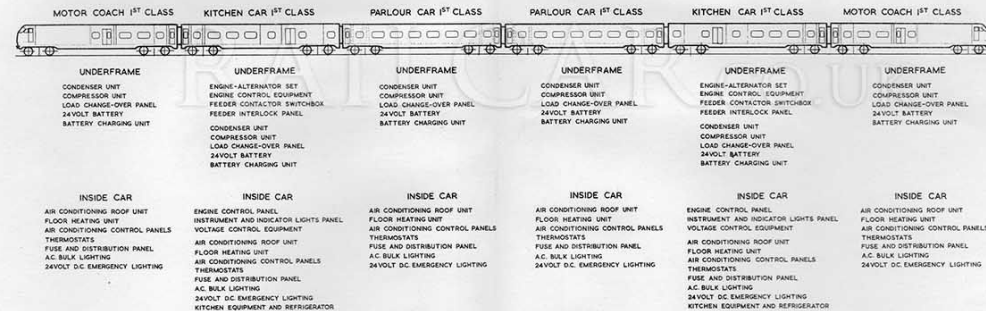 MOTOR COACH 1ST CLASS
KITCHEN CAR 1ST CLASS
PARLOUR CAR 1ST CLASS
PARLOUR CAR 1ST CLASS
KITCHEN CAR 1ST CLASS
MOTOR COACH 1ST CLASS
RAILCAR.co.uk
UNDERFRAME
CONDENSER UNIT
COMPRESSOR UNIT
LOAD CHANGE-OVER PANEL
24VOLT BATTERY
BATTERY CHARGING UNIT
UNDERFRAME
ENGINE-ALTERNATOR SET
ENGINE CONTROL EQUIPMENT
FEEDER CONTACTOR SWITCHBOX
FEEDER INTERLOCK PANEL
CONDENSER UNIT
COMPRESSOR UNIT
LOAD CHANGE-OVER PANEL
24VOLT BATTERY
BATTERY CHARGING UNIT
UNDERFRAME
CONDENSER UNIT
COMPRESSOR UNIT
LOAD CHANGE-OVER PANEL
24VOLT BATTERY
BATTERY CHARGING UNIT
UNDERFRAME
CONDENSER UNIT
COMPRESSOR UNIT
LOAD CHANGE-OVER PANEL
24VOLT BATTERY
BATTERY CHARGING UNIT
UNDERFRAME
ENGINE-ALTERNATOR SET
ENGINE CONTROL EQUIPMENT
FEEDER CONTACTOR SWITCHBOX
FEEDER INTERLOCK PANEL
CONDENSER UNIT
COMPRESSOR UNIT
LOAD CHANGE-OVER PANEL
24VOLT BATTERY
BATTERY CHARGING UNIT
UNDERFRAME
CONDENSER UNIT
COMPRESSOR UNIT
LOAD CHANGE-OVER PANEL
24VOLT BATTERY
BATTERY CHARGING UNIT
INSIDE CAR
AIR CONDITIONING ROOF UNIT
FLOOR HEATING UNIT
AIR CONDITIONING CONTROL PANELS
THERMOSTATS
FUSE AND DISTRIBUTION PANEL
A.C. BULK LIGHTING
24VOLT D.C. EMERGENCY LIGHTING
INSIDE CAR
ENGINE CONTROL PANEL
INSTRUMENT AND INDICATOR LIGHTS PANEL
VOLTAGE CONTROL EQUIPMENT
AIR CONDITIONING ROOF UNIT
FLOOR HEATING UNIT
AIR CONDITIONING CONTROL PANELS
THERMOSTATS
FUSE AND DISTRIBUTION PANEL
A.C. BULK LIGHTING
24VOLT D.C. EMERGENCY LIGHTING
KITCHEN EQUIPMENT AND REFRIGERATOR
INSIDE CAR
AIR CONDITIONING ROOF UNIT
FLOOR HEATING UNIT
AIR CONDITIONING CONTROL PANELS
THERMOSTATS
FUSE AND DISTRIBUTION PANEL
A.C. BULK LIGHTING
24VOLT D.C. EMERGENCY LIGHTING
INSIDE CAR
AIR CONDITIONING ROOF UNIT
FLOOR HEATING UNIT
AIR CONDITIONING CONTROL PANELS
THERMOSTATS
FUSE AND DISTRIBUTION PANEL
A.C. BULK LIGHTING
24VOLT D.C. EMERGENCY LIGHTING
INSIDE CAR
ENGINE CONTROL PANEL
INSTRUMENT AND INDICATOR LIGHTS PANEL
VOLTAGE CONTROL EQUIPMENT
AIR CONDITIONING ROOF UNIT
FLOOR HEATING UNIT
AIR CONDITIONING CONTROL PANELS
THERMOSTATS
FUSE AND DISTRIBUTION PANEL
A.C. BULK LIGHTING
24VOLT D.C. EMERGENCY LIGHTING
KITCHEN EQUIPMENT AND REFRIGERATOR
INSIDE CAR
AIR CONDITIONING ROOF UNIT
FLOOR HEATING UNIT
AIR CONDITIONING CONTROL PANELS
THERMOSTATS
FUSE AND DISTRIBUTION PANEL
A.C. BULK LIGHTING
24VOLT D.C. EMERGENCY LIGHTING